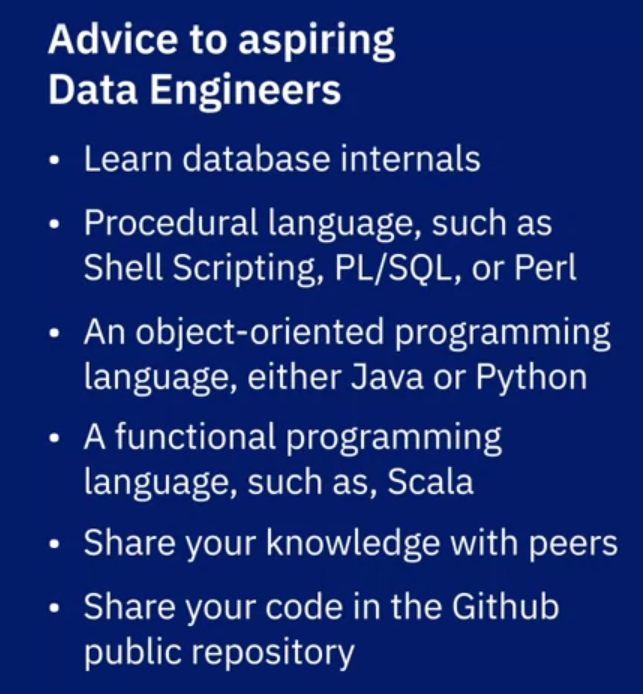 Advice to aspiring
Data Engineers
• Learn database internals
• Procedural language, such as
Shell Scripting, PL/SQL, or Perl
• An object-oriented programming
language, either Java or Python
• A functional programming
language, such as, Scala
• Share your knowledge with peers
• Share your code in the Github
public repository